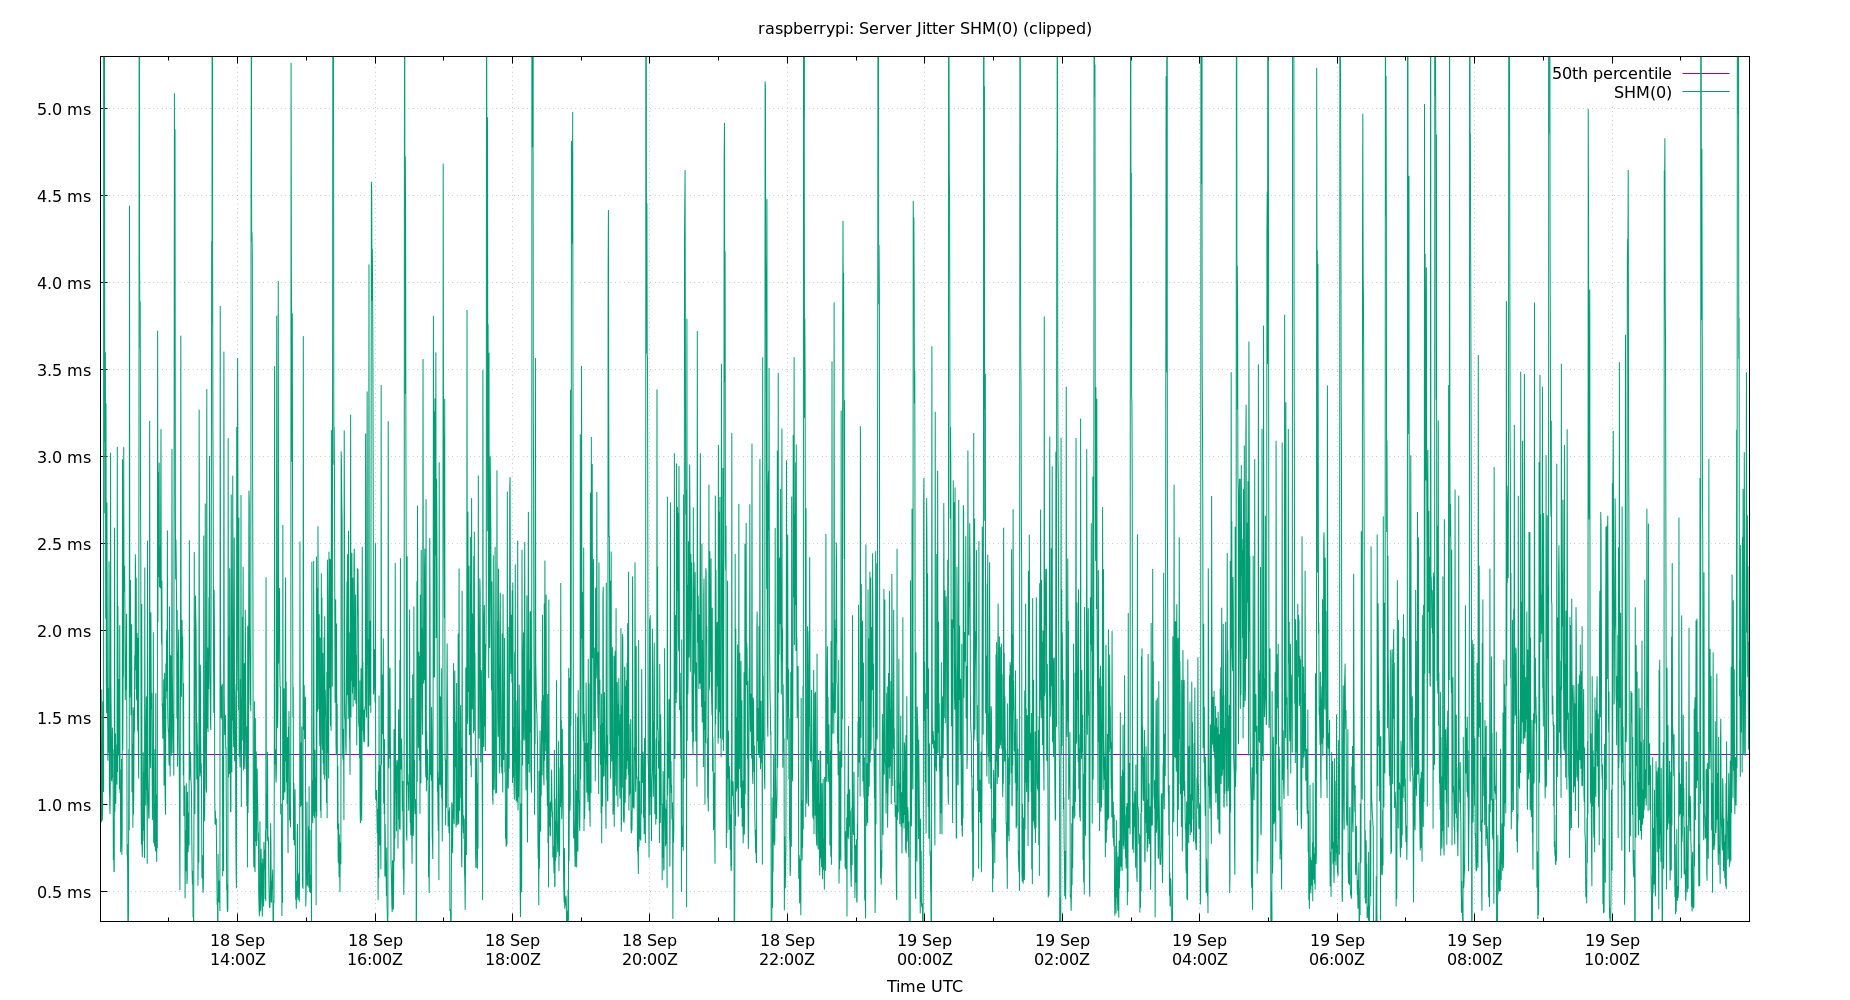 raspberrypi: Server Jitter SHM(0) (clipped)
50th percentile
SHM(0)
5.0 ms
4.5 ms
4.0 ms
3.5 ms
3.0 ms
2.5 ms
2.0 ms
1.5 ms
1.0 ms
0.5 ms
18 Sep 18 Sep 18 Sep 18 Sep 18 Sep 19 Sep 19 Sep 19 Sep 19 Sep 19 Sep 19 Sep
14:00Z 16:00Z 18:00Z 20:00Z 22:00Z 00:00Z 02:00Z 04:00Z 06:00Z 08:00Z 10:00Z
Time UTC